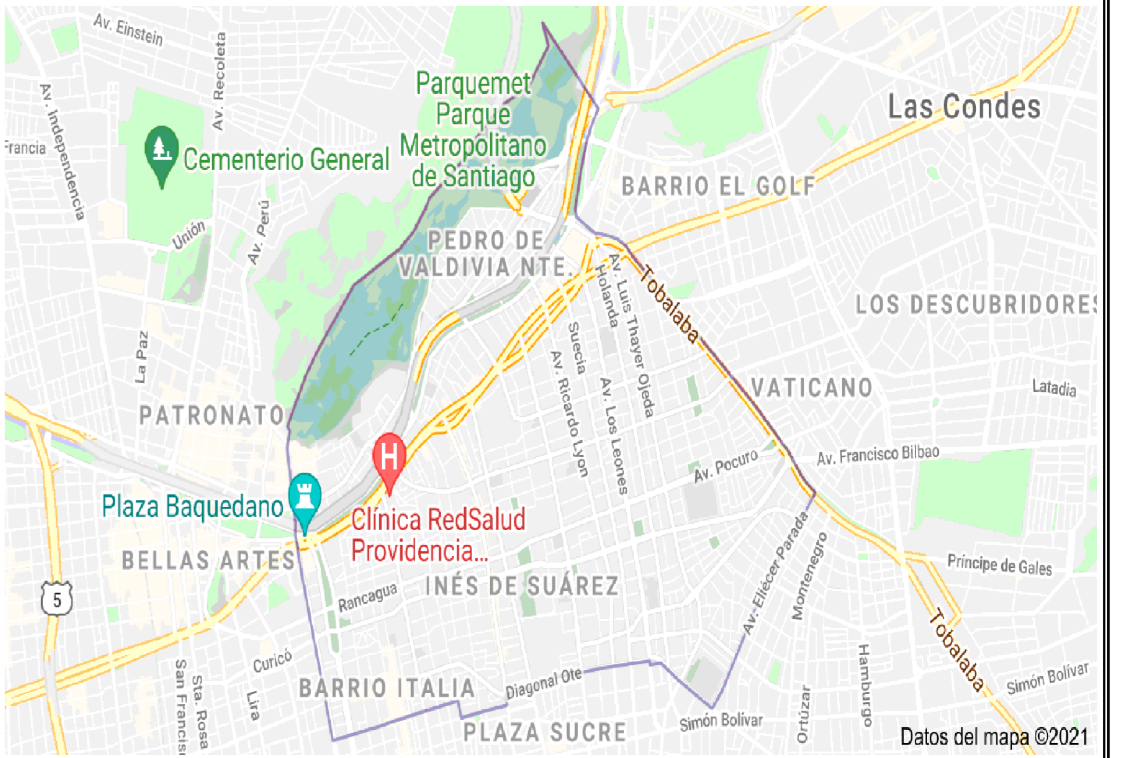 Av. Einstein
Av. Recoleta
Av. Independencia
Francia
Cementerio General
Parquemet
Parque
Metropolitano
de Santiago
Las Condes
BARRIO EL GOLF
Unión
Av. Perú
PEDRO DE
VALDIVIA NTE.
Tobalaba
Av. Luis Thayer Ojeda
Holanda
LOS DESCUBRIDORES
La Paz
Suecia
Av. Ricardo Lyon
Av. Los Leones
VATICANO
Latadía
PATRONATO
H
Av. Pocuro
Av. Francisco Bilbao
Plaza Baquedano
Clínica RedSalud
Providencia...
BELLAS ARTES
INÉS DE SUÁREZ
Av. Eliécer Parada
Montenegro
Príncipe de Gales
5
Rancagua
Tobalaba
Curicó
Lira
Sta. Rosa
San Francis
BARRIO ITALIA
Diagonal Ote
PLAZA SUCRE
Simón Bolívar
Ortúzar
Hamburgo
Simón Bolívar
Datos del mapa ©2021